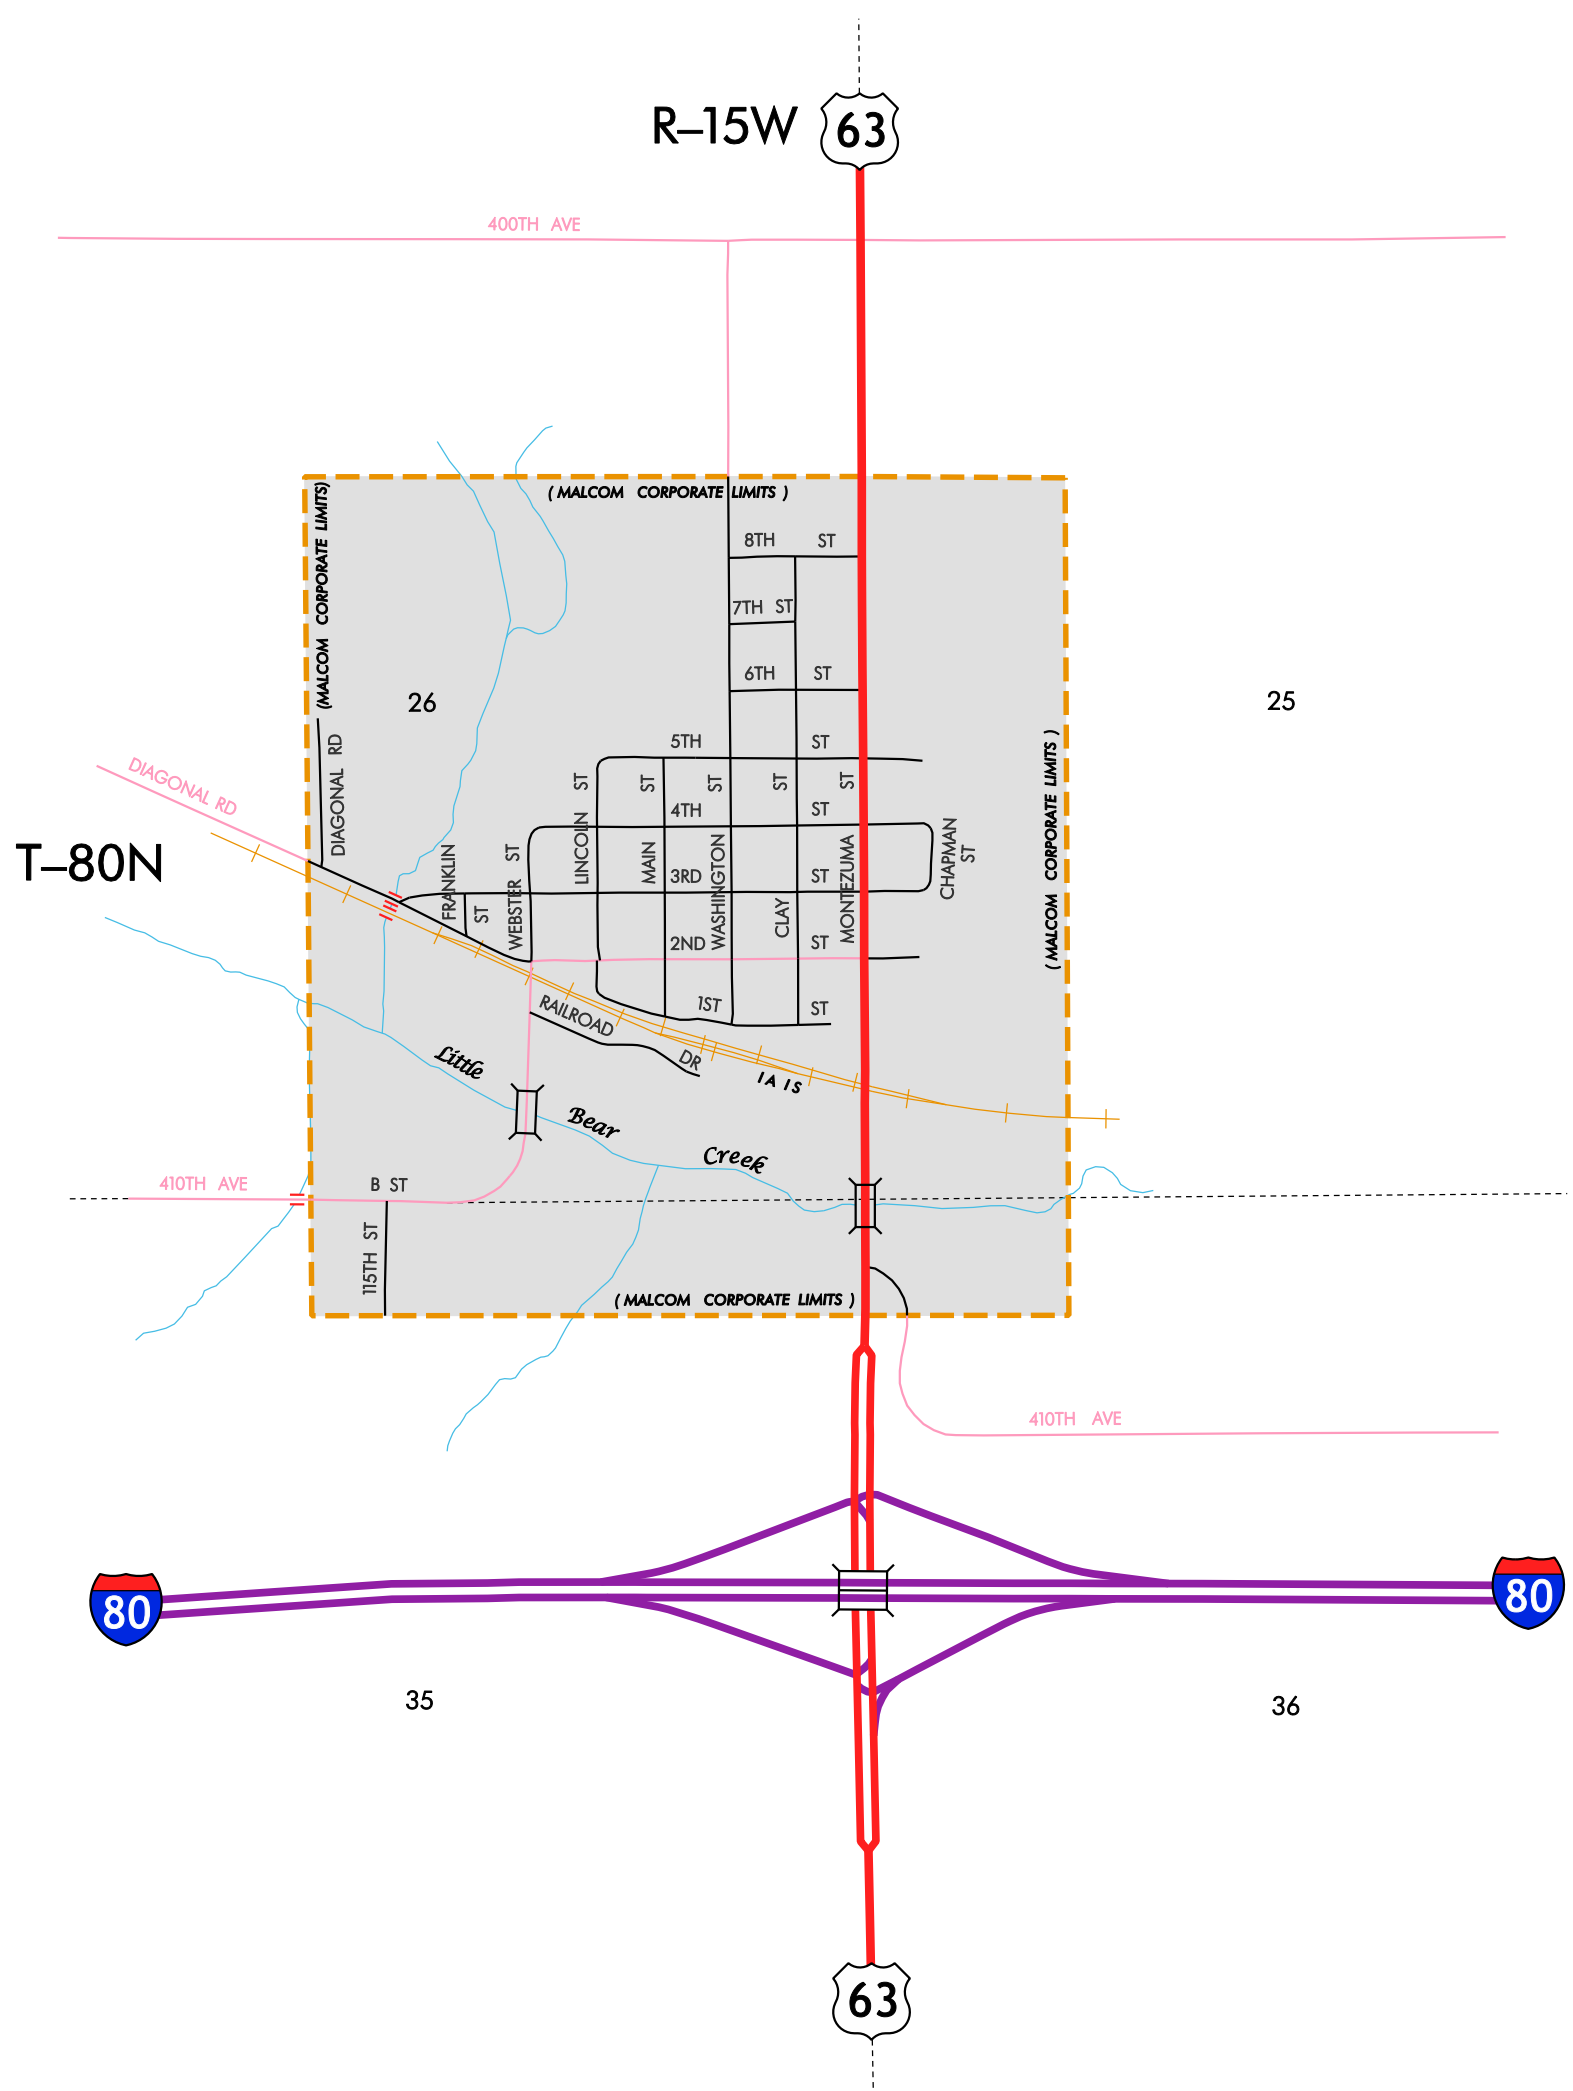 R–15W
63
400TH AVE
( MALCOM CORPORATE LIMITS )
(MALCOM CORPORATE LIMITS)
8TH ST
7TH ST
6TH ST
26
25
5TH ST
DIAGONAL RD
DIAGONAL RD
( MALCOM CORPORATE LIMITS )
LINCOLN ST
MAIN ST
WASHINGTON ST
CLAY ST
MONTEZUMA ST
4TH ST
T–80N
FRANKLIN ST
WEBSTER ST
CHAPMAN ST
3RD ST
2ND ST
1ST ST
RAILROAD DR
IAIS
Little Bear Creek
410TH AVE
B ST
115TH ST
( MALCOM CORPORATE LIMITS )
410TH AVE
80
80
35
36
63